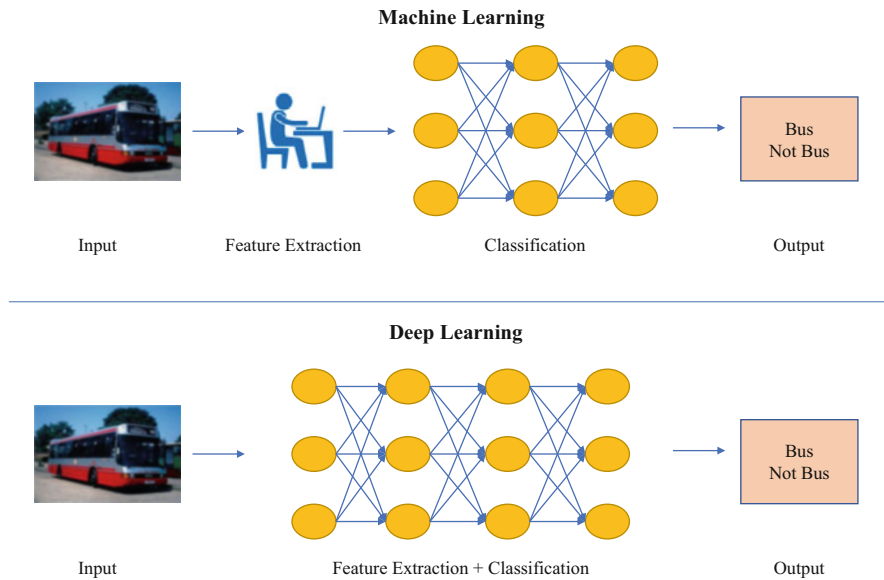 Machine Learning
Bus
Not Bus
Input
Feature Extraction
Classification
Output
Deep Learning
Bus
Not Bus
Input
Feature Extraction + Classification
Output